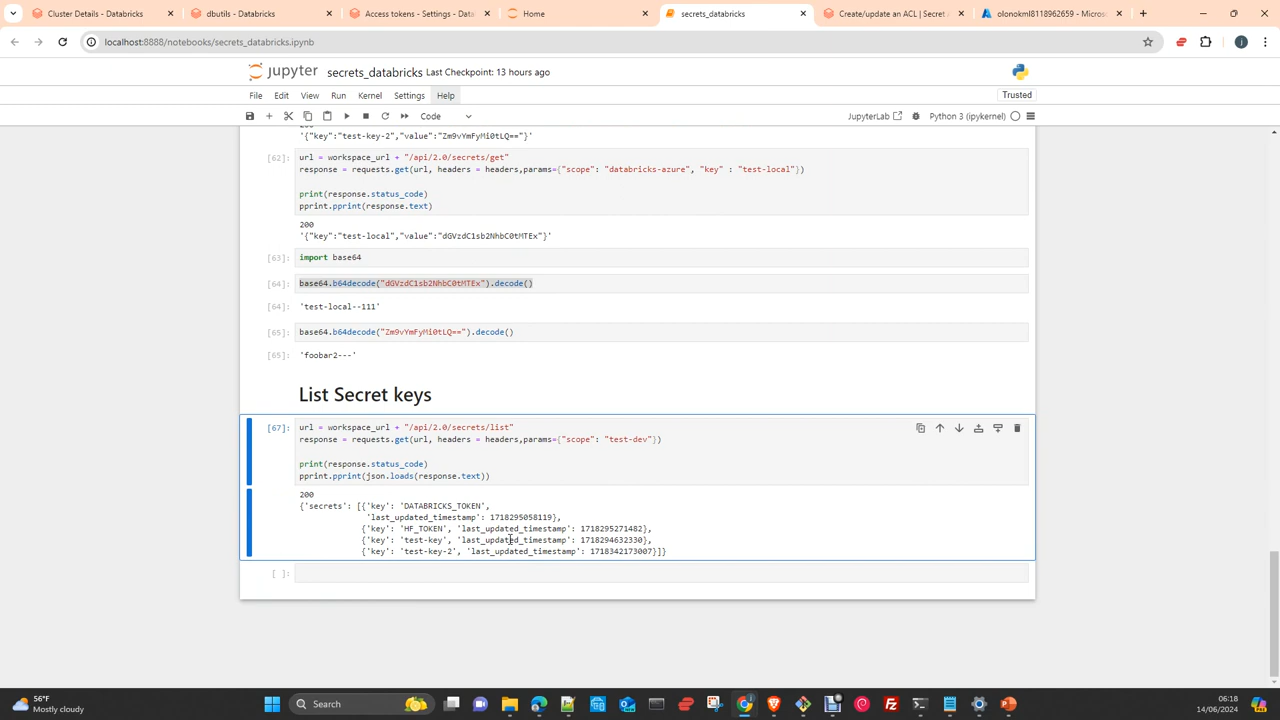 Cluster Details - Databricks
dbutils - Databricks
Access tokens - Settings - Data
Home
secrets_databricks
Create/update an ACL | Secret
olonokml8118962659 - Micros
localhost:8888/notebooks/secrets_databricks.ipynb
jupyter secrets_databricks Last Checkpoint: 13 hours ago
File Edit View Run Kernel Settings Help
Trusted
Code
JupyterLab Python 3 (ipykernel)
200
'{"key":"test-key-2","value":"Zm9vYmFyMi0tLQ=="}'
[62]: url = workspace_url + "/api/2.0/secrets/get"
response = requests.get(url, headers = headers,params={"scope": "databricks-azure", "key" : "test-local"})
print(response.status_code)
pprint.pprint(response.text)
200
'{"key":"test-local","value":"dGVzdC1sb2NhbC0tMTEx"}'
[63]: import base64
[64]: base64.b64decode("dGVzdC1sb2NhbC0tMTEx").decode()
[64]: 'test-local--111'
[65]: base64.b64decode("Zm9vYmFyMi0tLQ==").decode()
[65]: 'foobar2---'
List Secret keys
[67]: url = workspace_url + "/api/2.0/secrets/list"
response = requests.get(url, headers = headers,params={"scope": "test-dev"})
print(response.status_code)
pprint.pprint(json.loads(response.text))
200
{'secrets': [{'key': 'DATABRICKS_TOKEN',
'last_updated_timestamp': 1718295058119},
{'key': 'HF_TOKEN', 'last_updated_timestamp': 1718295271482},
{'key': 'test-key', 'last_updated_timestamp': 1718294632330},
{'key': 'test-key-2', 'last_updated_timestamp': 1718342173007}]}
[ ]:
56°F
Mostly cloudy
Search
06:18
14/06/2024